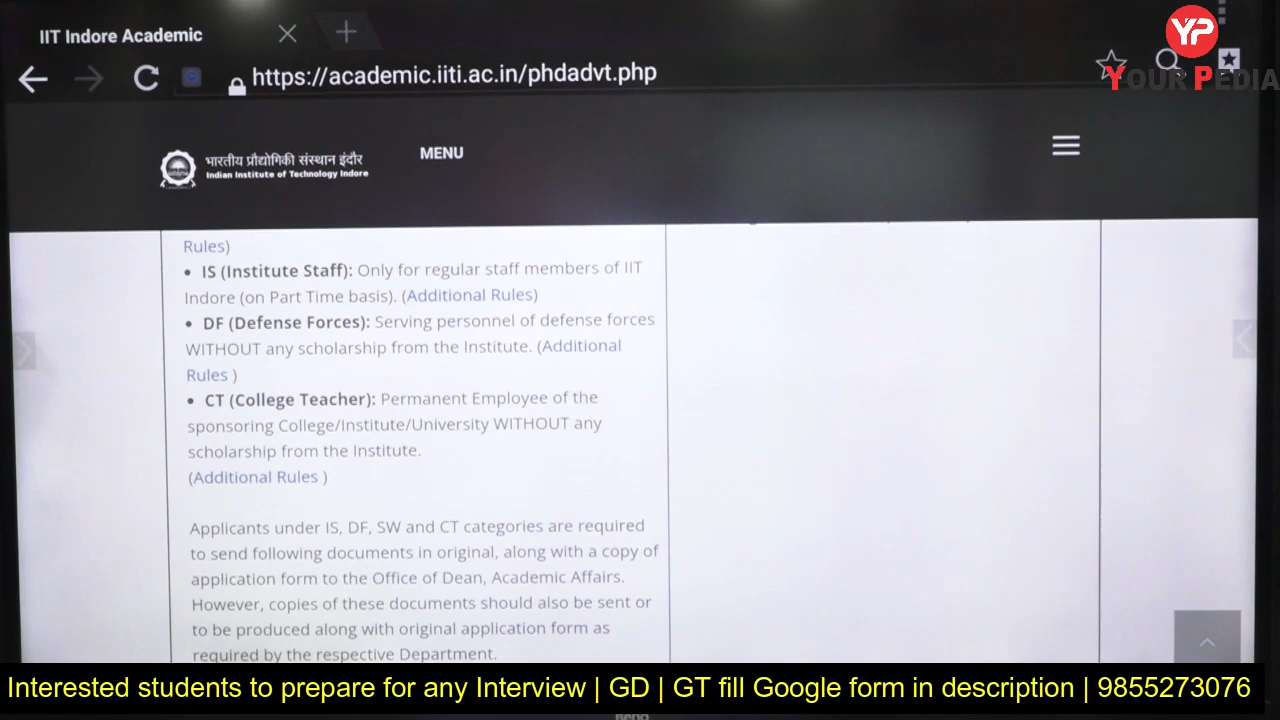 IIT Indore Academic
https://academic.iiti.ac.in/phdadvt.php
YP
YOUR PEDIA
भारतीय प्रौद्योगिकी संस्थान इंदौर
Indian Institute of Technology Indore
MENU
Rules)
• IS (Institute Staff): Only for regular staff members of IIT
Indore (on Part Time basis). (Additional Rules)
• DF (Defense Forces): Serving personnel of defense forces
WITHOUT any scholarship from the Institute. (Additional
Rules )
• CT (College Teacher): Permanent Employee of the
sponsoring College/Institute/University WITHOUT any
scholarship from the Institute.
(Additional Rules )
Applicants under IS, DF, SW and CT categories are required
to send following documents in original, along with a copy of
application form to the Office of Dean, Academic Affairs.
However, copies of these documents should also be sent or
to be produced along with original application form as
required by the respective Department.
Interested students to prepare for any Interview | GD | GT fill Google form in description | 9855273076
BenQ